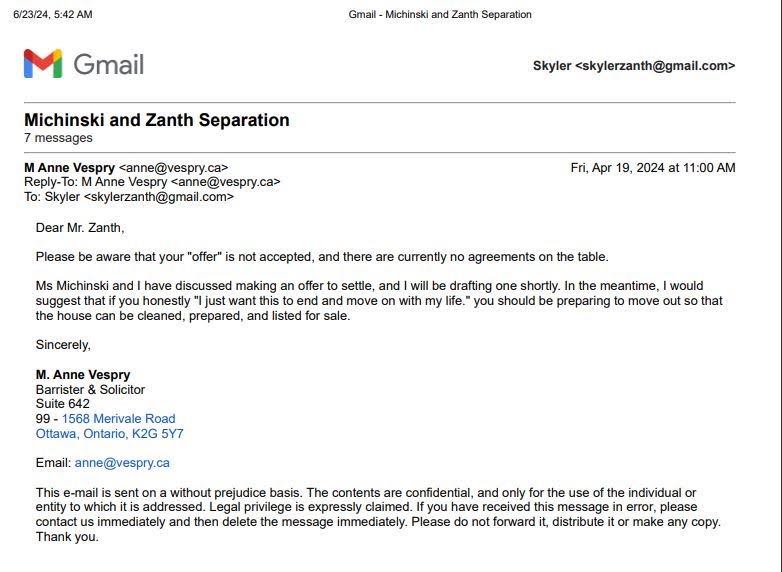 6/23/24, 5:42 AM Gmail - Michinski and Zanth Separation
Gmail Skyler <skylerzanth@gmail.com>
Michinski and Zanth Separation
7 messages
M Anne Vespry <anne@vespry.ca> Fri, Apr 19, 2024 at 11:00 AM
Reply-To: M Anne Vespry <anne@vespry.ca>
To: Skyler <skylerzanth@gmail.com>
Dear Mr. Zanth,
Please be aware that your "offer" is not accepted, and there are currently no agreements on the table.
Ms Michinski and I have discussed making an offer to settle, and I will be drafting one shortly. In the meantime, I would
suggest that if you honestly "I just want this to end and move on with my life." you should be preparing to move out so that
the house can be cleaned, prepared, and listed for sale.
Sincerely,
M. Anne Vespry
Barrister & Solicitor
Suite 642
99 - 1568 Merivale Road
Ottawa, Ontario, K2G 5Y7
Email: anne@vespry.ca
This e-mail is sent on a without prejudice basis. The contents are confidential, and only for the use of the individual or
entity to which it is addressed. Legal privilege is expressly claimed. If you have received this message in error, please
contact us immediately and then delete the message immediately. Please do not forward it, distribute it or make any copy.
Thank you.